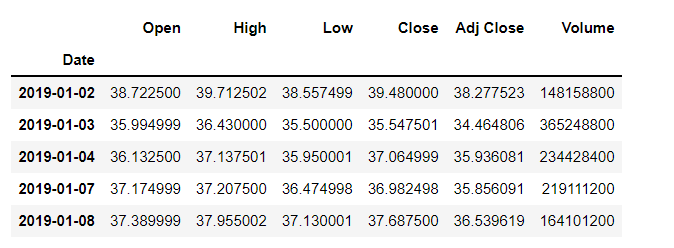 Open High Low Close Adj Close Volume
Date
2019-01-02 38.722500 39.712502 38.557499 39.480000 38.277523 148158800
2019-01-03 35.994999 36.430000 35.500000 35.547501 34.464806 365248800
2019-01-04 36.132500 37.137501 35.950001 37.064999 35.936081 234428400
2019-01-07 37.174999 37.207500 36.474998 36.982498 35.856091 219111200
2019-01-08 37.389999 37.955002 37.130001 37.687500 36.539619 164101200